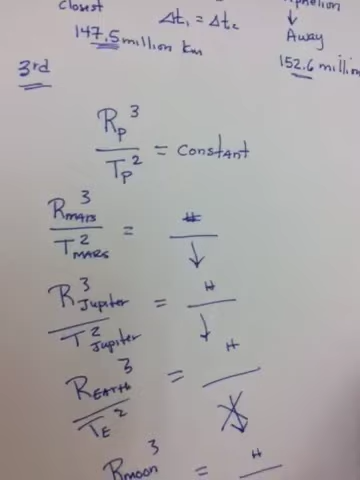 closest
Δt₁ = Δt₂
147.5 million km
Away
152.6 million
3rd
R_P³ / T_P² = constant
R_MARS³ / T_MARS² = #
R_Jupiter³ / T_Jupiter² = #
R_EARTH³ / T_E² = #
R_moon³ = #